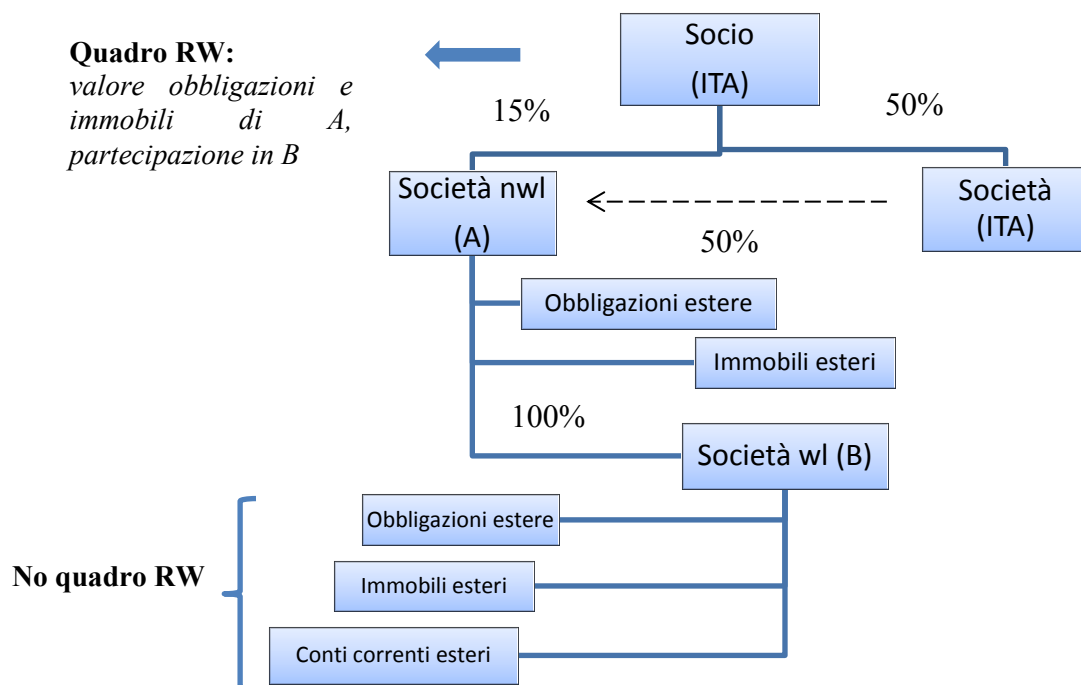 Quadro RW:
valore obbligazioni e
immobili di A,
partecipazione in B
Socio
(ITA)
15%
50%
Società nwl
(A)
Società
(ITA)
50%
Obbligazioni estere
Immobili esteri
100%
Società wl (B)
Obbligazioni estere
No quadro RW
Immobili esteri
Conti correnti esteri